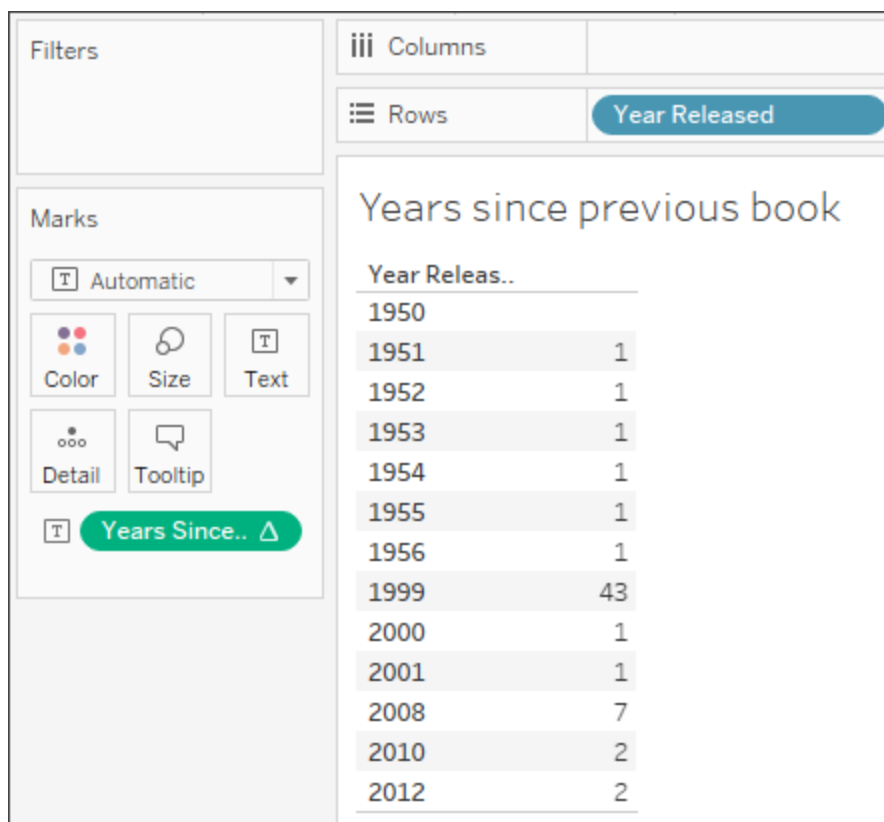 Filters
Columns
Rows Year Released
Marks
Automatic
Color Size Text
Detail Tooltip
T Years Since.. Δ
Years since previous book
Year Releas..
1950
1951 1
1952 1
1953 1
1954 1
1955 1
1956 1
1999 43
2000 1
2001 1
2008 7
2010 2
2012 2